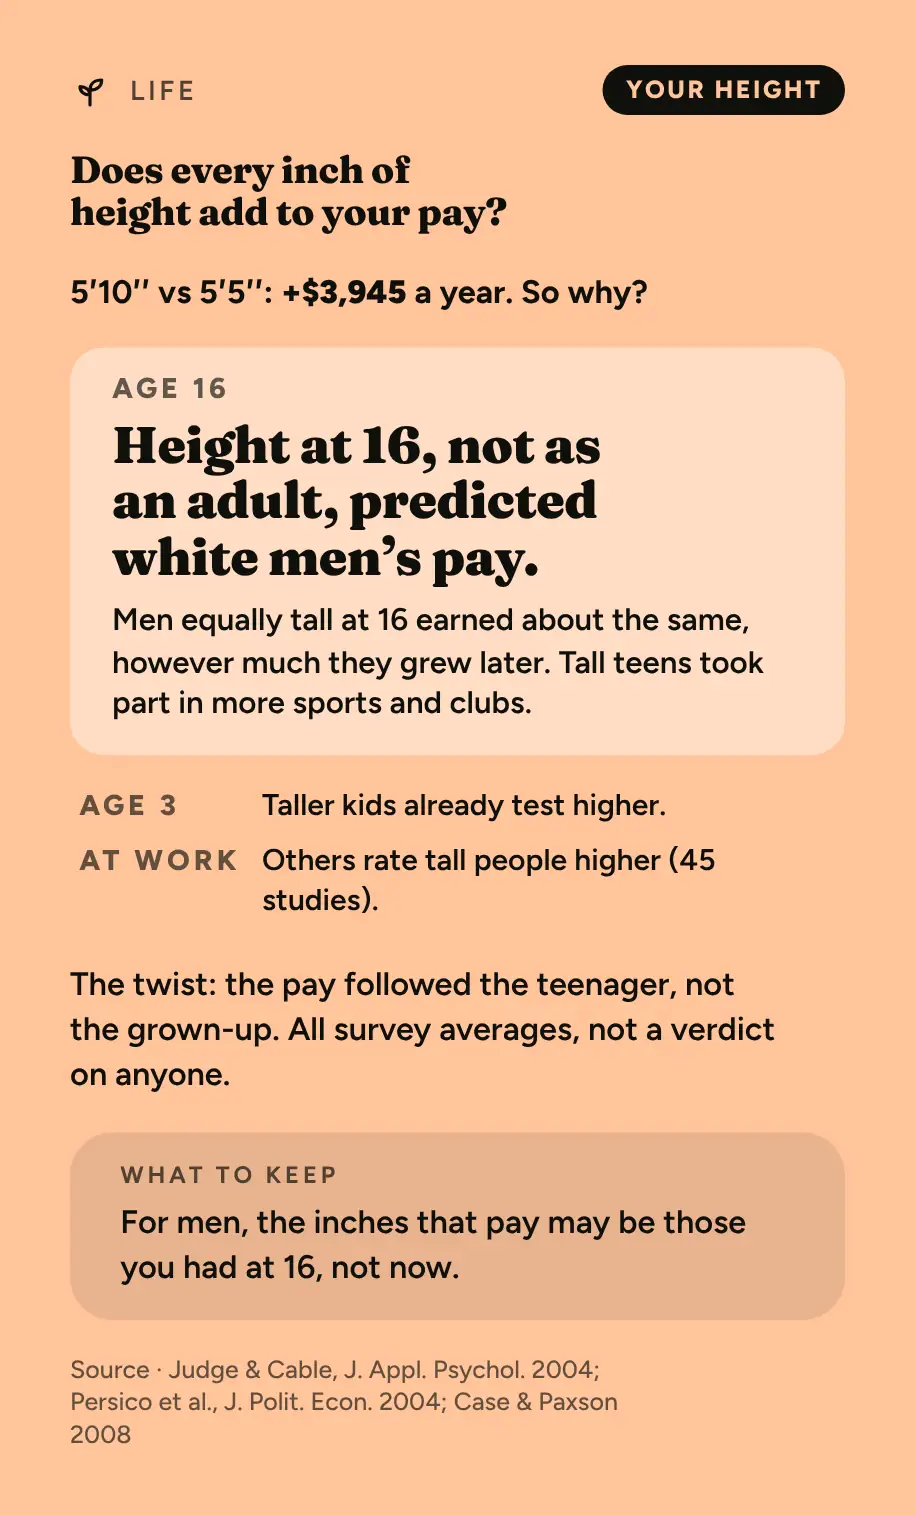 LIFE
YOUR HEIGHT
Does every inch of
height add to your pay?
5′10′′ vs 5′5′′: +$3,945 a year. So why?
AGE 16
Height at 16, not as
an adult, predicted
white men’s pay.
Men equally tall at 16 earned about the same,
however much they grew later. Tall teens took
part in more sports and clubs.
AGE 3 Taller kids already test higher.
AT WORK Others rate tall people higher (45
studies).
The twist: the pay followed the teenager, not
the grown-up. All survey averages, not a verdict
on anyone.
WHAT TO KEEP
For men, the inches that pay may be those
you had at 16, not now.
Source · Judge & Cable, J. Appl. Psychol. 2004;
Persico et al., J. Polit. Econ. 2004; Case & Paxson
2008